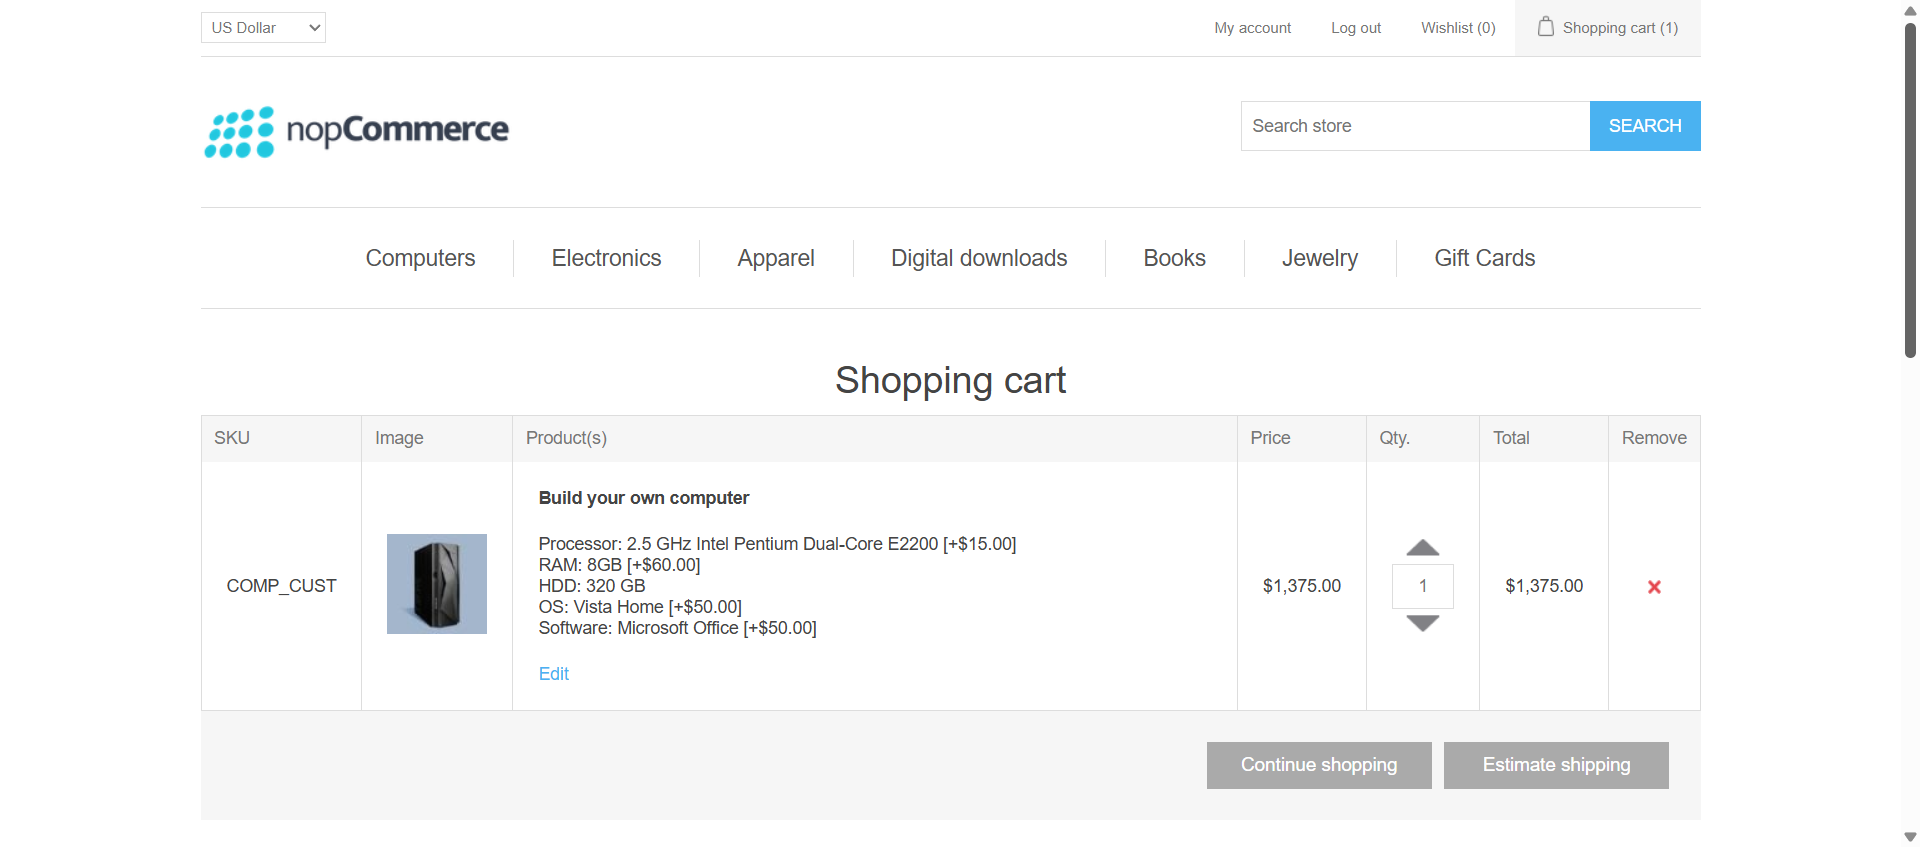 US Dollar
My account
Log out
Wishlist (0)
Shopping cart (1)
nopCommerce
Search store
SEARCH
Computers
Electronics
Apparel
Digital downloads
Books
Jewelry
Gift Cards
Shopping cart
SKU
Image
Product(s)
Price
Qty.
Total
Remove
COMP_CUST
Build your own computer
Processor: 2.5 GHz Intel Pentium Dual-Core E2200 [+$15.00]
RAM: 8GB [+$60.00]
HDD: 320 GB
OS: Vista Home [+$50.00]
Software: Microsoft Office [+$50.00]
Edit
$1,375.00
1
$1,375.00
Continue shopping
Estimate shipping